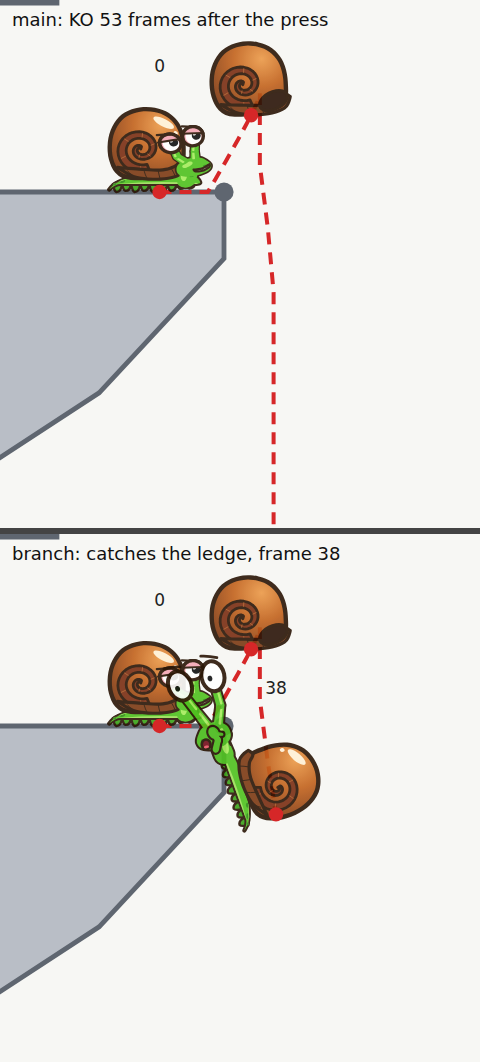 main: KO 53 frames after the press
0
branch: catches the ledge, frame 38
0
38